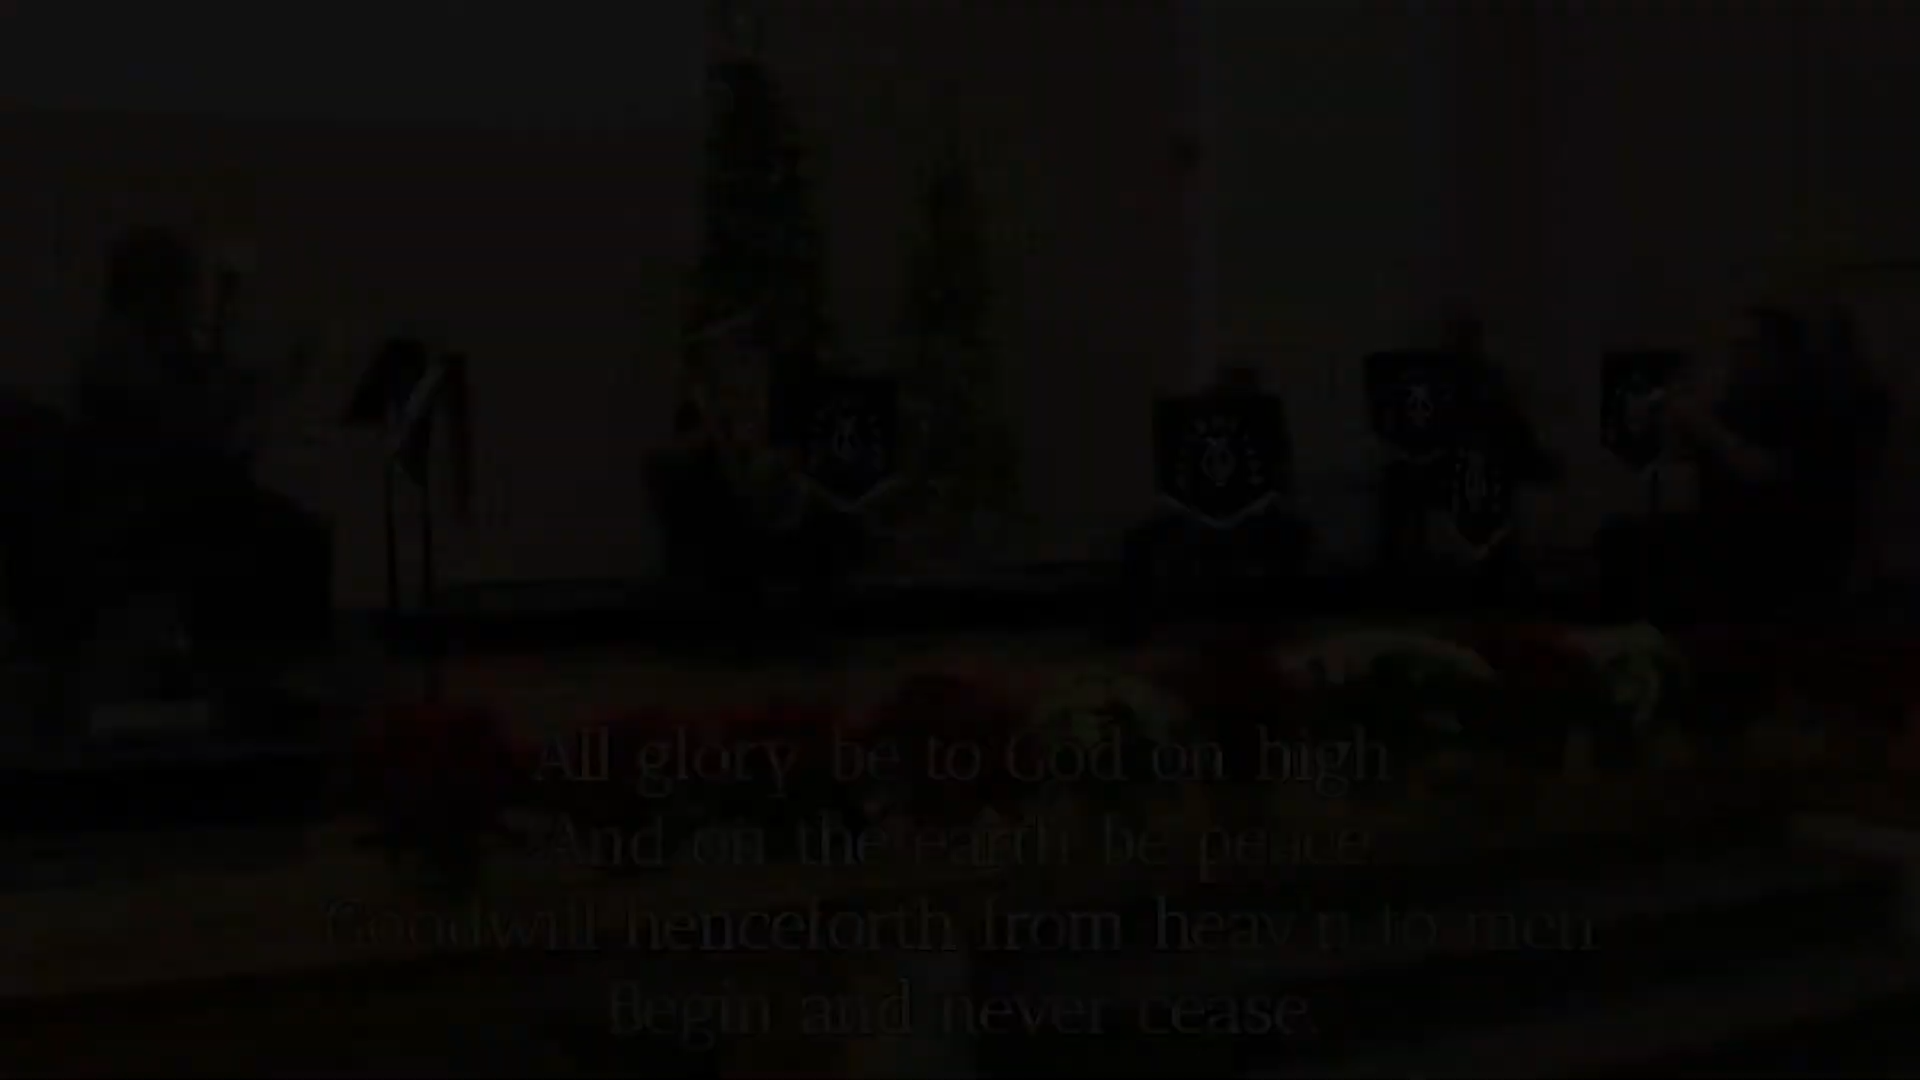 All glory be to God on high
And on the earth be peace
Goodwill henceforth from heav'n to men
Begin and never cease.